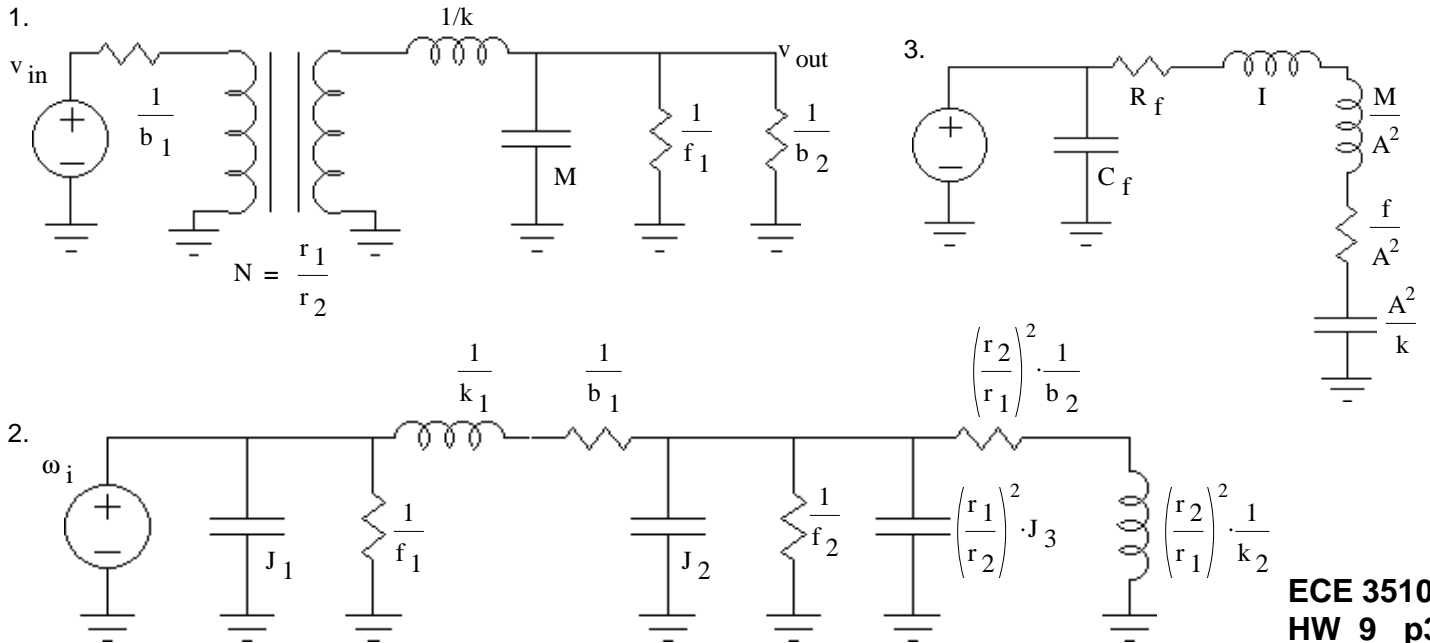 1.
v in
1/b 1
N = r 1/r 2
1/k
M
1/f 1
1/b 2
v out
3.
C f
R f
I
M/A²
f/A²
A²/k
2.
ω i
J 1
1/f 1
1/k 1
1/b 1
J 2
1/f 2
(r 1/r 2)²·J 3
(r 2/r 1)²·1/b 2
(r 2/r 1)²·1/k 2
ECE 3510
HW 9 p3